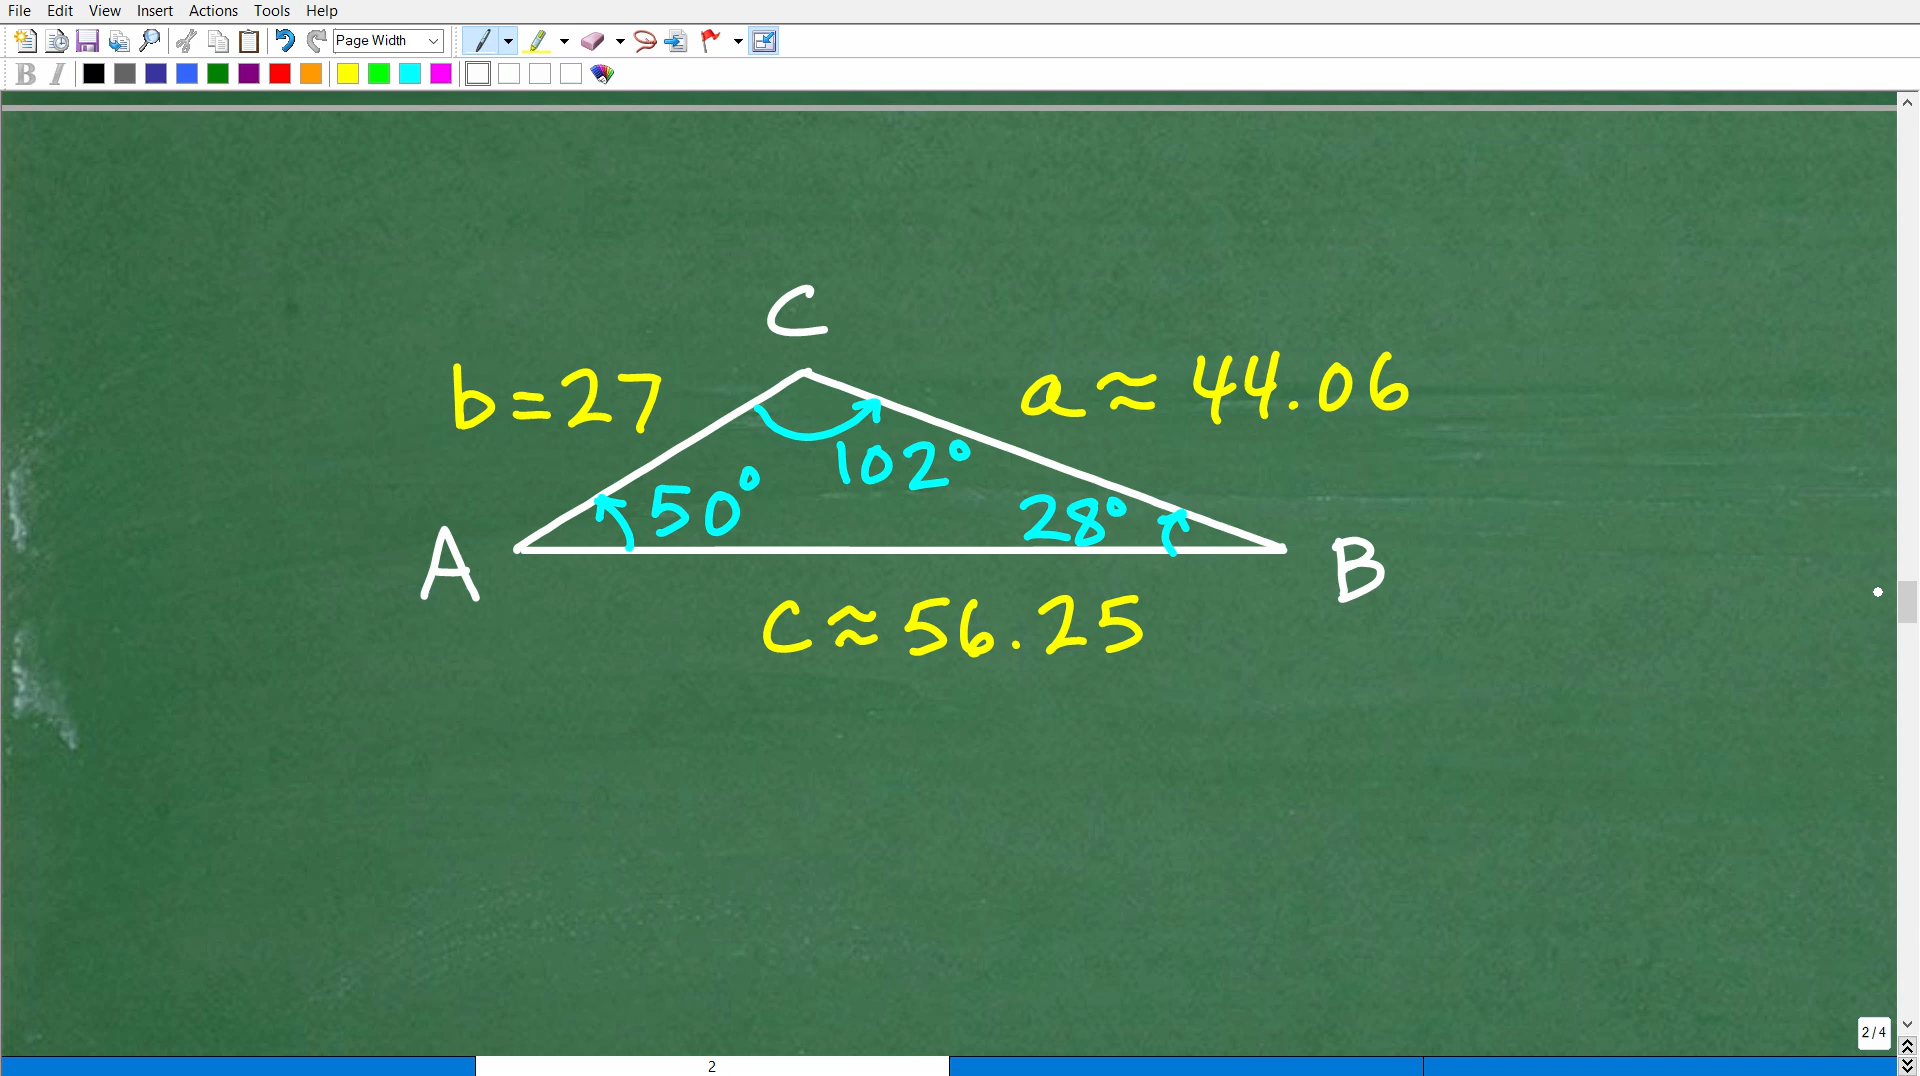 File Edit View Insert Actions Tools Help
Page Width
B I
C
b=27
a≈44.06
102°
50°
28°
A
B
c≈56.25
2/4
2